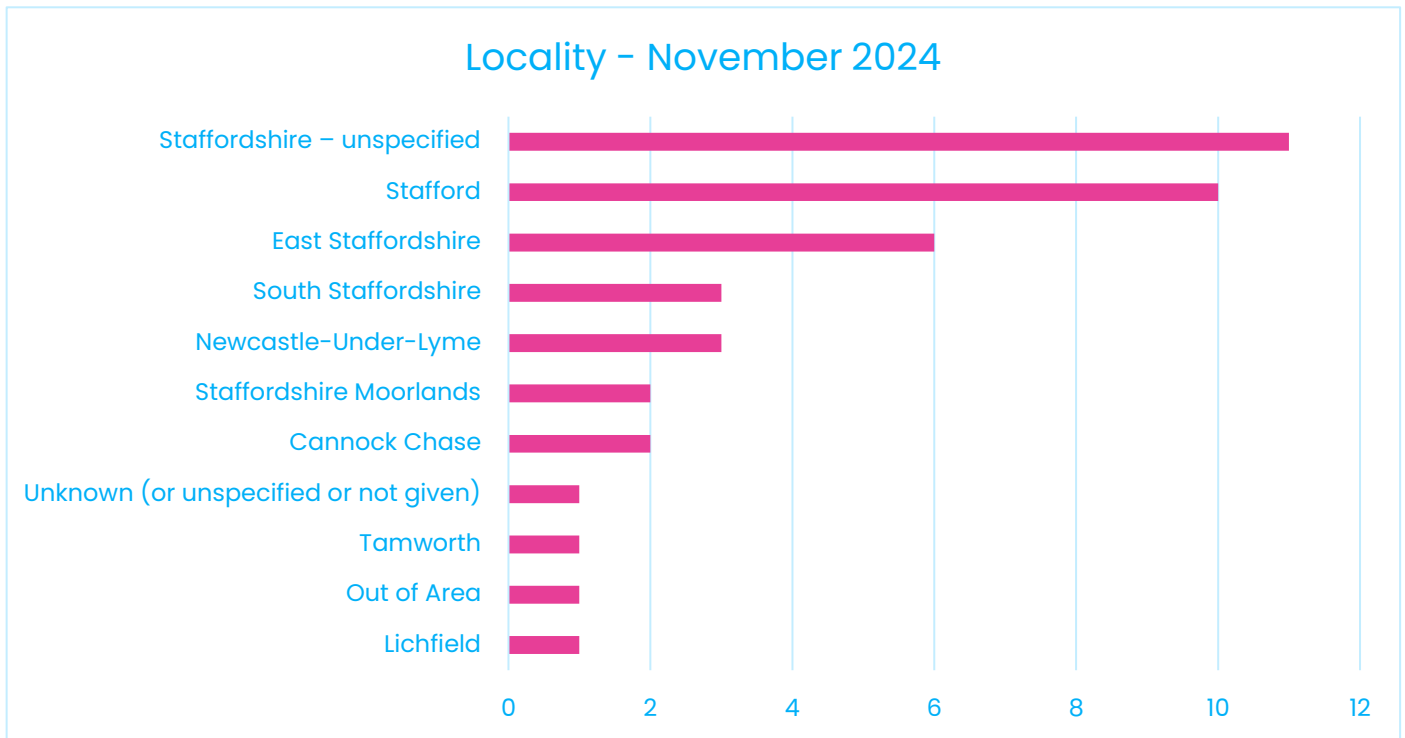 Locality - November 2024
Staffordshire – unspecified
Stafford
East Staffordshire
South Staffordshire
Newcastle-Under-Lyme
Staffordshire Moorlands
Cannock Chase
Unknown (or unspecified or not given)
Tamworth
Out of Area
Lichfield
0 2 4 6 8 10 12